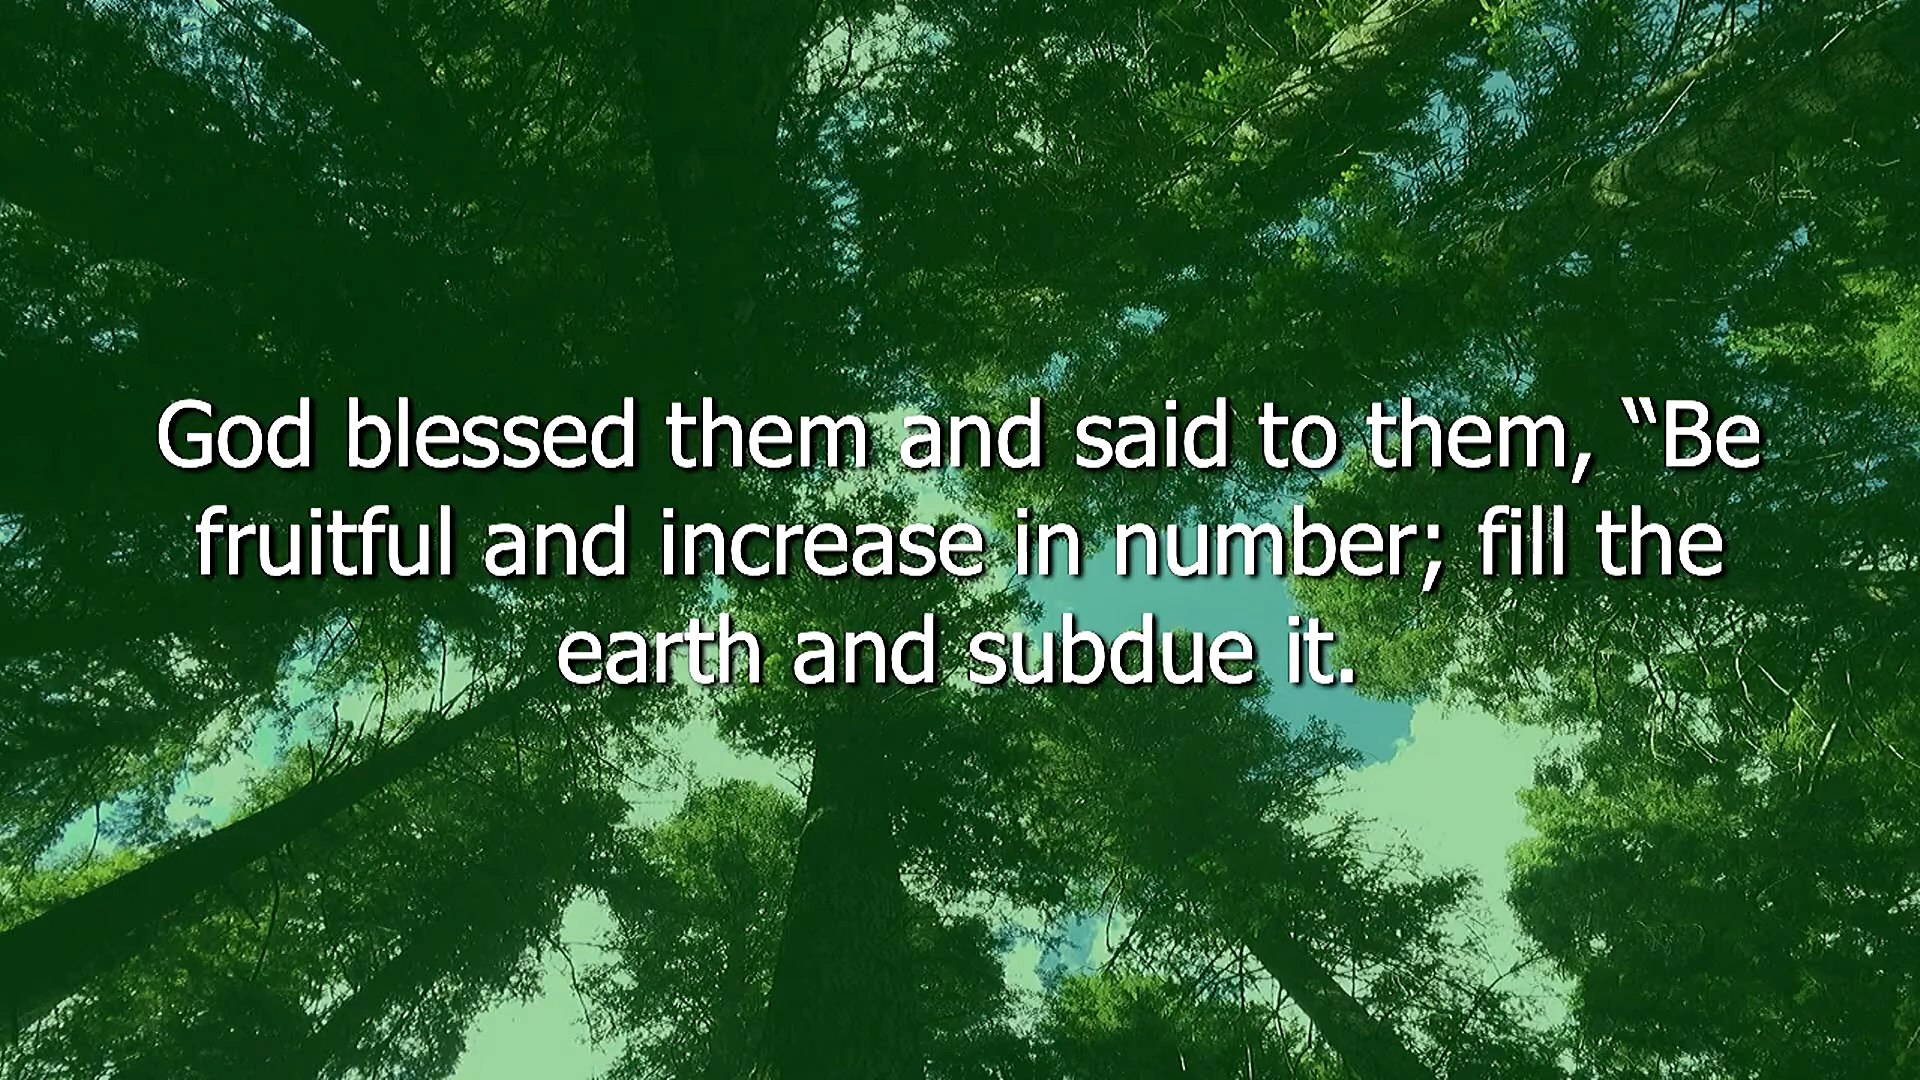 God blessed them and said to them, “Be
fruitful and increase in number; fill the
earth and subdue it.